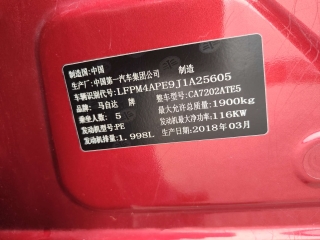 制造国:中国
生产厂:中国第一汽车集团公司 制造
车辆识别代号:LFPM4APE9J1A25605
品牌 马自达 牌 整车型号:CA7202ATE5
乘坐人数: 5 最大允许总质量:1900kg
发动机型号:PE 发动机最大净功率:116KW
发动机排量:1.998L 生产日期:2018年03月